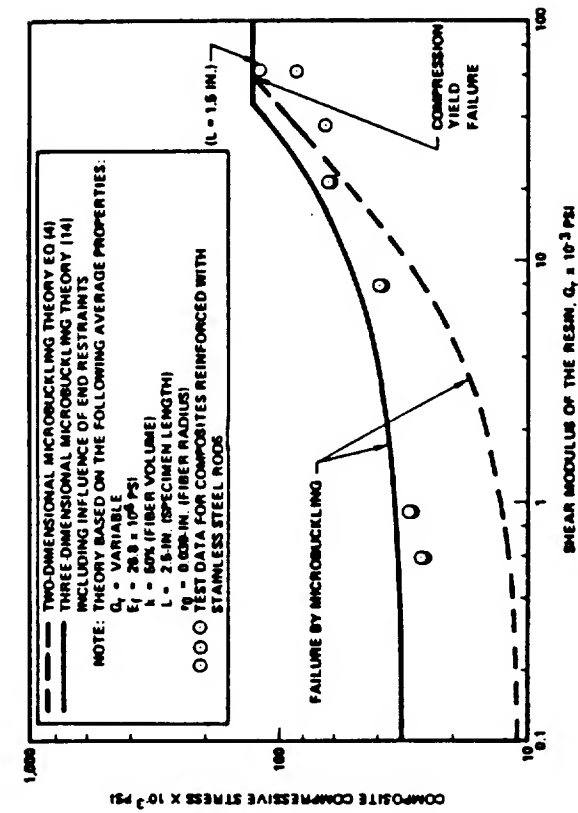 COMPOSITE COMPRESSIVE STRESS X 10⁻³ PSI
1,000
100
10
TWO-DIMENSIONAL MICROBUCKLING THEORY EQ (4)
THREE-DIMENSIONAL MICROBUCKLING THEORY (14)
INCLUDING INFLUENCE OF END RESTRAINTS
NOTE: THEORY BASED ON THE FOLLOWING AVERAGE PROPERTIES:
Gᵣ = VARIABLE
E_f = 28.8 x 10⁶ PSI
k = 50% (FIBER VOLUME)
L = 2.5-IN. (SPECIMEN LENGTH)
r₀ = 0.039-IN. (FIBER RADIUS)
TEST DATA FOR COMPOSITES REINFORCED WITH
STAINLESS STEEL RODS
(L = 1.5 IN.)
FAILURE BY MICROBUCKLING
COMPRESSION
YIELD
FAILURE
0.1
1
10
100
SHEAR MODULUS OF THE RESIN, Gᵣ x 10⁻³ PSI